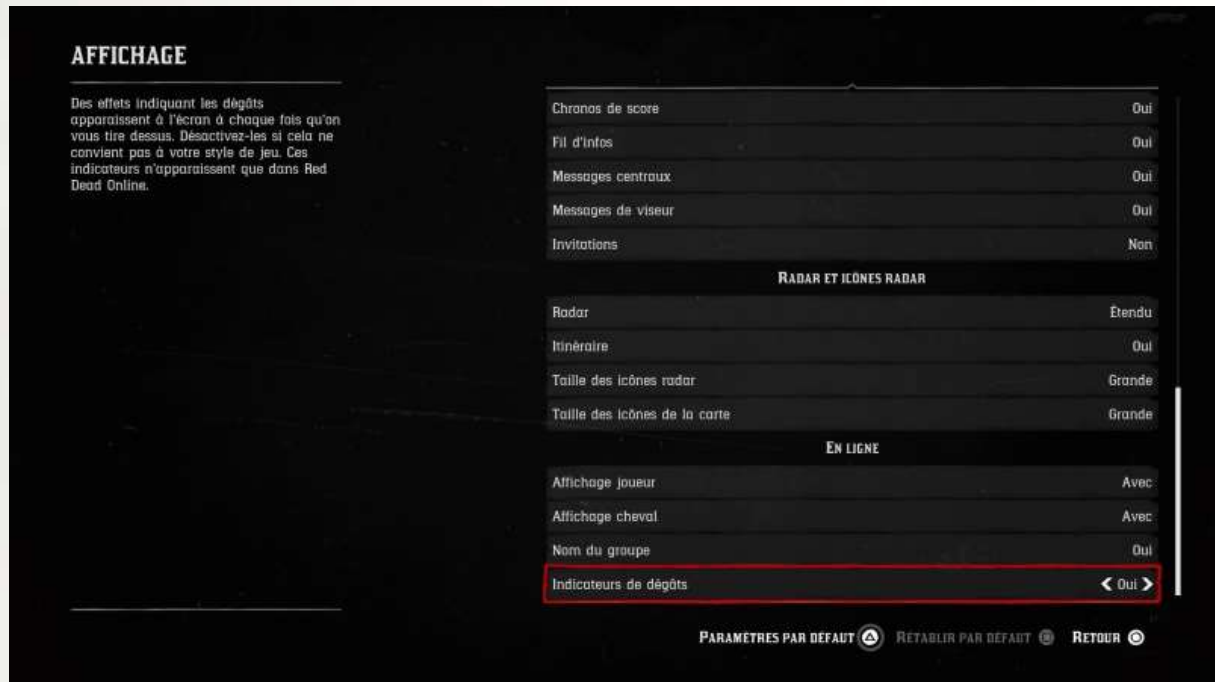 AFFICHAGE
Des effets indiquant les dégâts
apparaissent à l'écran à chaque fois qu'on
vous tire dessus. Désactivez-les si cela ne
convient pas à votre style de jeu. Ces
indicateurs n'apparaissent que dans Red
Dead Online.
Chronos de score Oui
Fil d'infos Oui
Messages centraux Oui
Messages de viseur Oui
Invitations Non
RADAR ET ICÔNES RADAR
Radar Étendu
Itinéraire Oui
Taille des icônes radar Grande
Taille des icônes de la carte Grande
EN LIGNE
Affichage joueur Avec
Affichage cheval Avec
Nom du groupe Oui
Indicateurs de dégâts Oui
PARAMÈTRES PAR DÉFAUT RÉTABLIR PAR DÉFAUT RETOUR